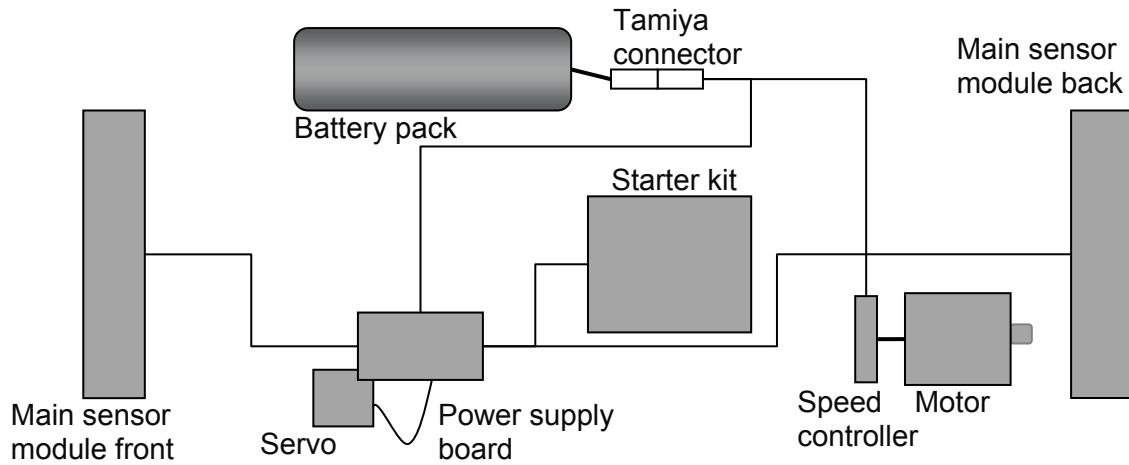 Tamiya
connector
Main sensor
module back
Battery pack
Starter kit
Main sensor
module front
Servo
Power supply
board
Speed
controller
Motor